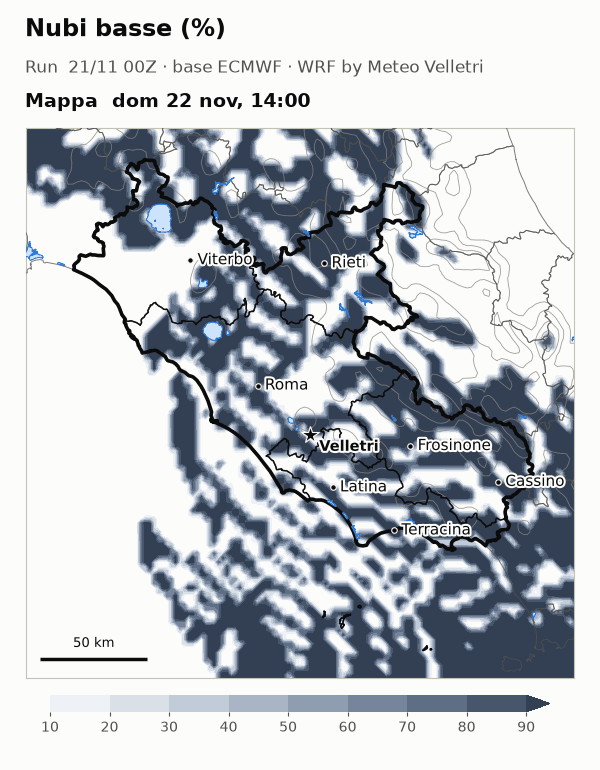 Nubi basse (%)
Run  21/11 00Z · base ECMWF · WRF by Meteo Velletri
Mappa  dom 22 nov, 14:00
Viterbo
Rieti
Roma
Velletri
Frosinone
Cassino
Latina
Terracina
50 km
10 20 30 40 50 60 70 80 90